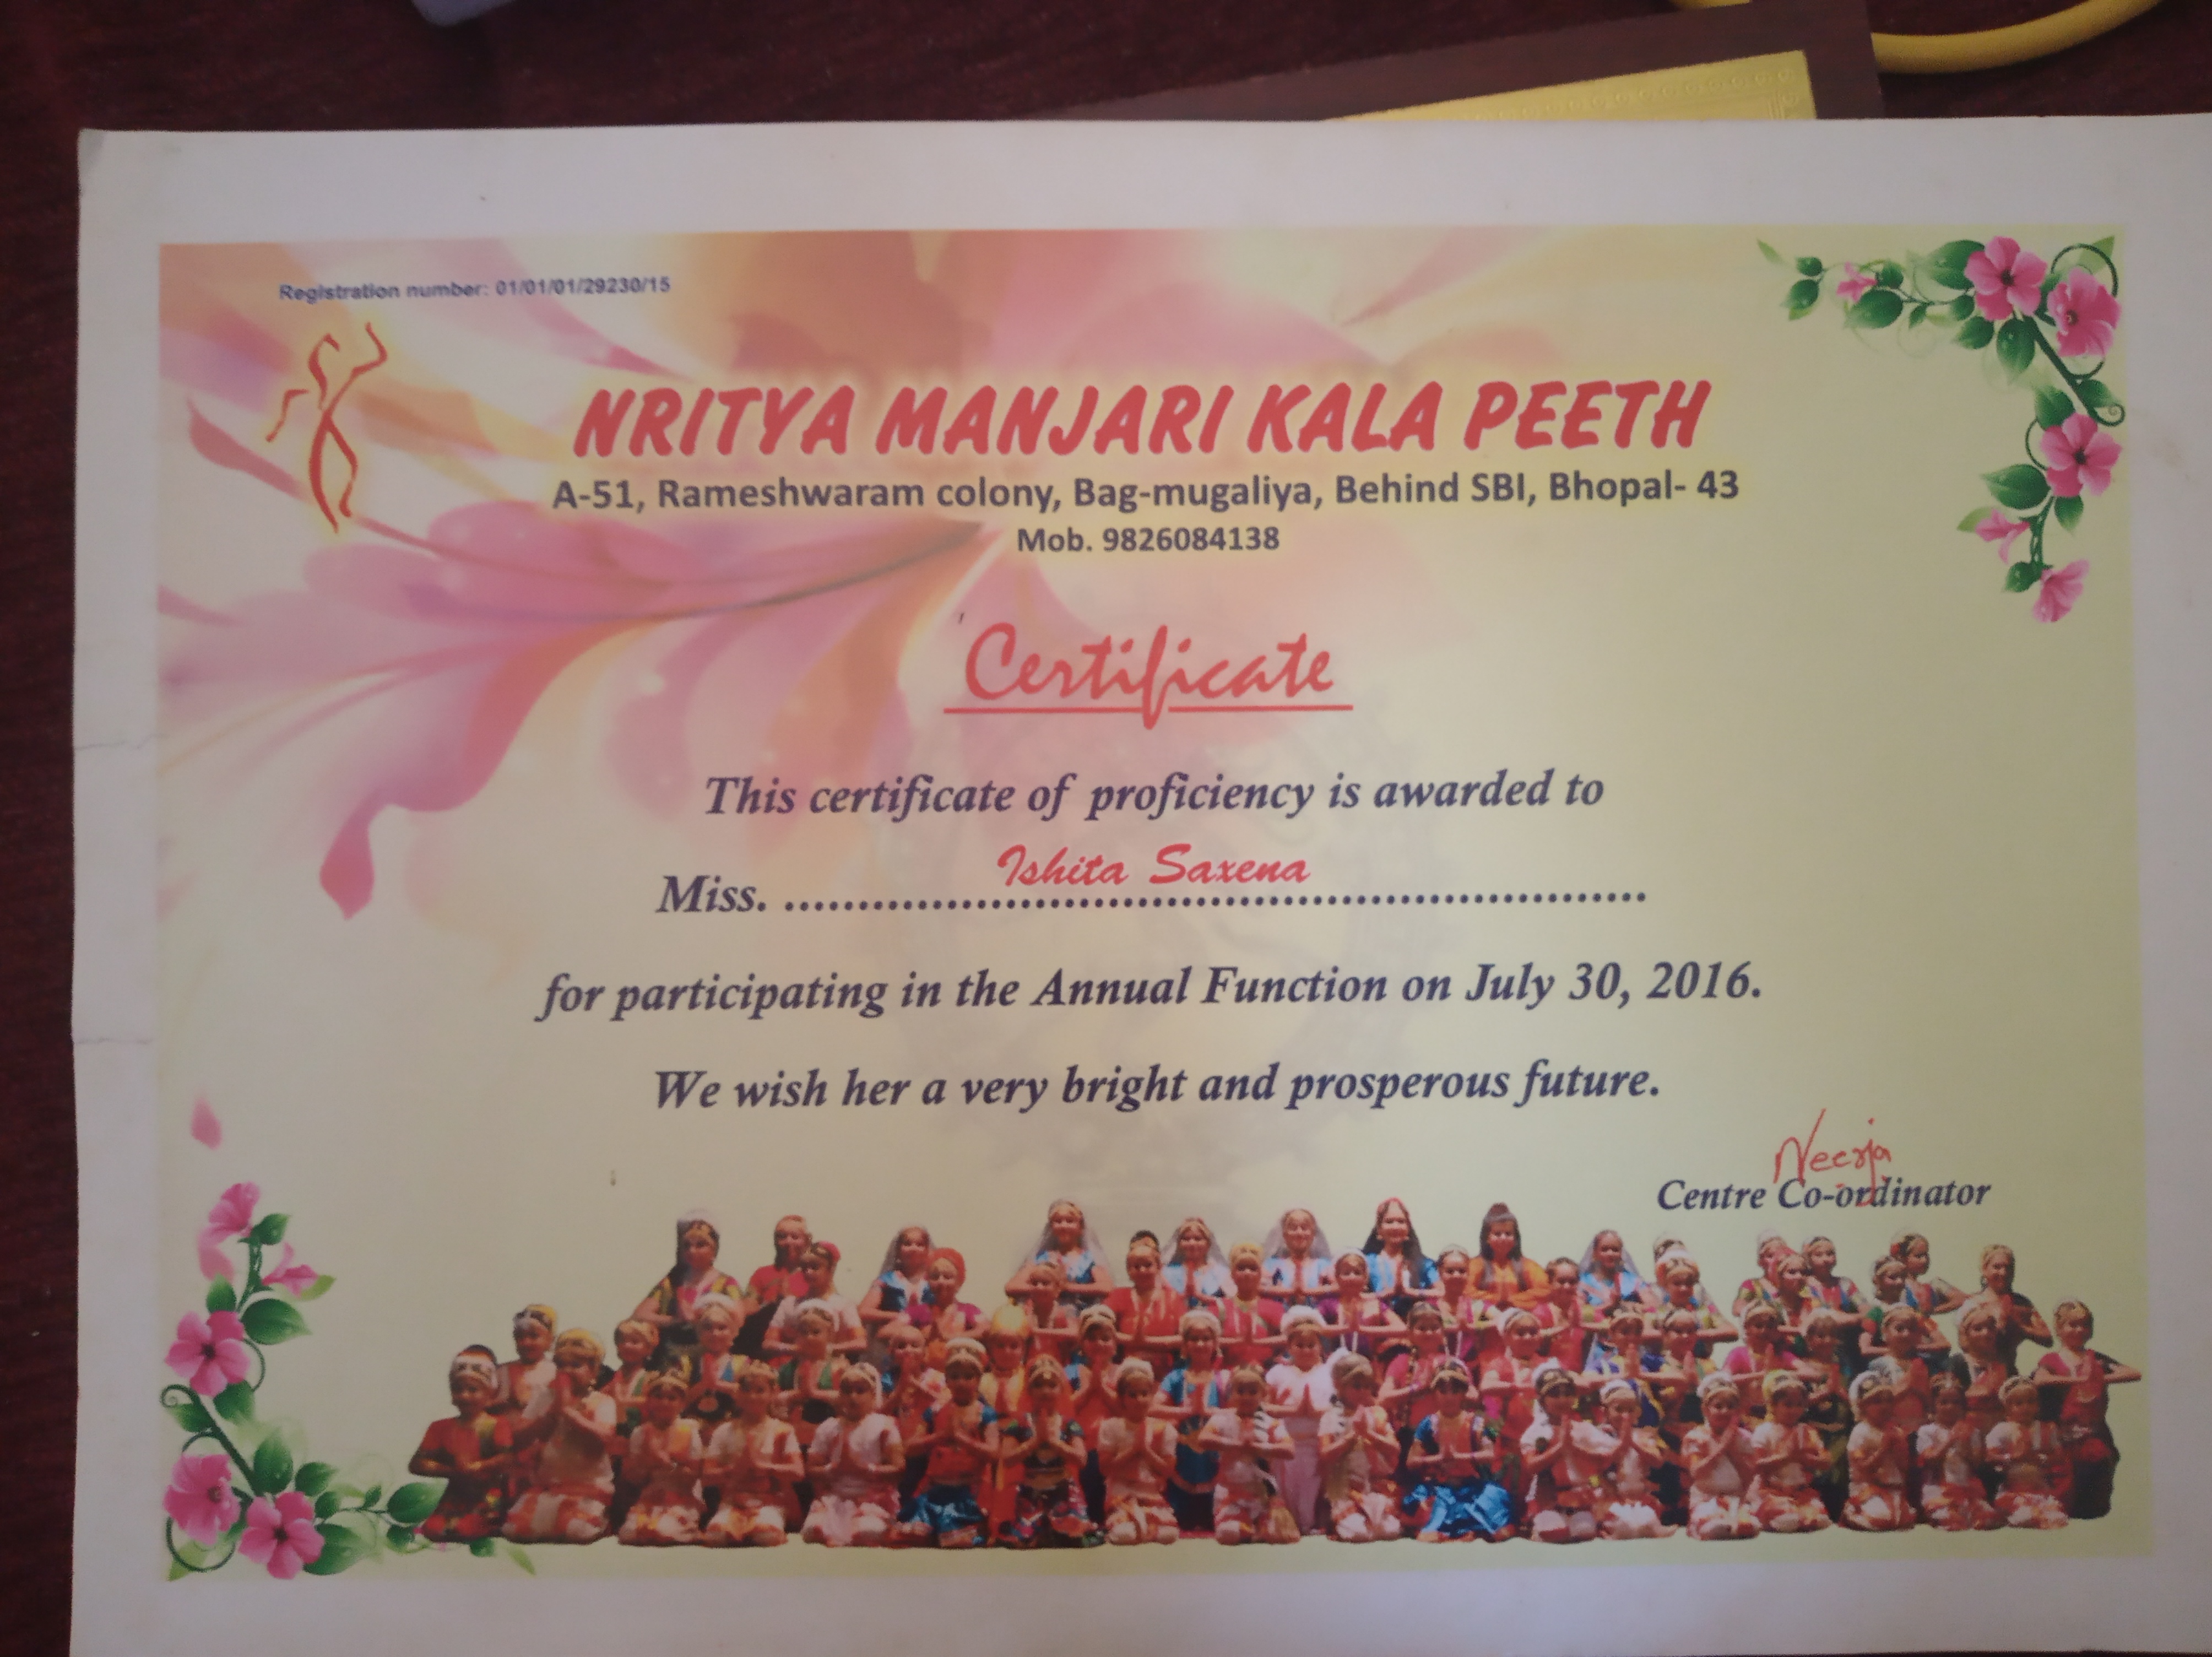 Registration number: 01/01/01/29230/15
NRITYA MANJARI KALA PEETH
A-51, Rameshwaram colony, Bag-mugaliya, Behind SBI, Bhopal- 43
Mob. 9826084138
Certificate
This certificate of proficiency is awarded to
Miss. Ishita Saxena
for participating in the Annual Function on July 30, 2016.
We wish her a very bright and prosperous future.
Neerja
Centre Co-ordinator